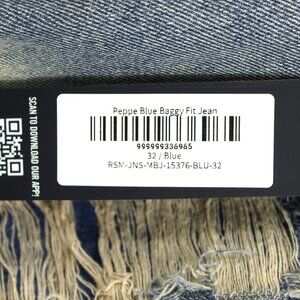 Peppe Blue Baggy Fit Jean
999999336965
32 / Blue
RSM-JNS-MBJ-15376-BLU-32
SCAN TO DOWNLOAD OUR APP!